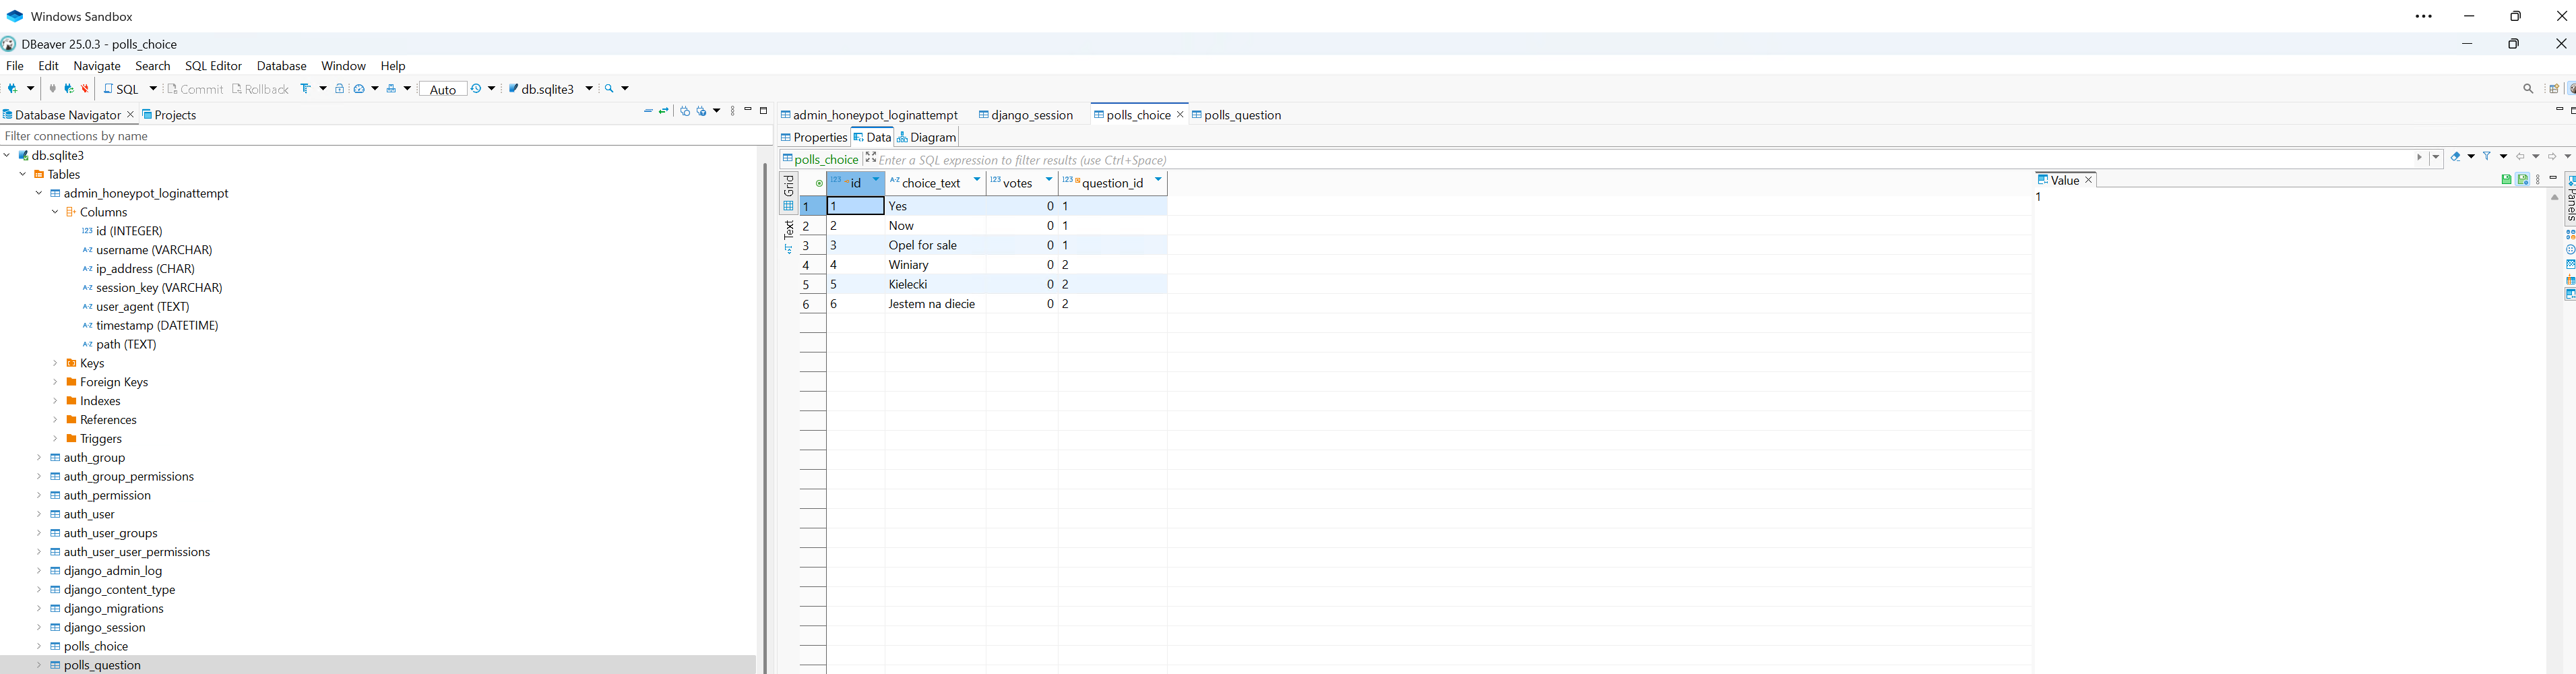 Windows Sandbox
DBeaver 25.0.3 - polls_choice
File Edit Navigate Search SQL Editor Database Window Help
SQL Commit Rollback Auto db.sqlite3
Database Navigator Projects
Filter connections by name
db.sqlite3
Tables
admin_honeypot_loginattempt
Columns
123 id (INTEGER)
A-Z username (VARCHAR)
A-Z ip_address (CHAR)
A-Z session_key (VARCHAR)
A-Z user_agent (TEXT)
A-Z timestamp (DATETIME)
A-Z path (TEXT)
Keys
Foreign Keys
Indexes
References
Triggers
auth_group
auth_group_permissions
auth_permission
auth_user
auth_user_groups
auth_user_user_permissions
django_admin_log
django_content_type
django_migrations
django_session
polls_choice
polls_question
admin_honeypot_loginattempt django_session polls_choice polls_question
Properties Data Diagram
polls_choice Enter a SQL expression to filter results (use Ctrl+Space)
Grid
Text
123 id A-Z choice_text 123 votes 123 question_id
1 1 Yes 0 1
2 2 Now 0 1
3 3 Opel for sale 0 1
4 4 Winiary 0 2
5 5 Kielecki 0 2
6 6 Jestem na diecie 0 2
Value
1
Panels